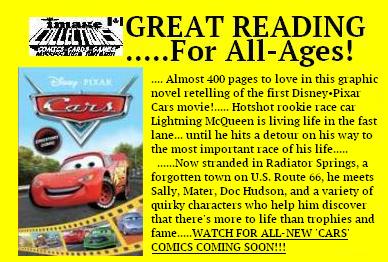 image
COLLECTIONS
COMICS-CARDS-GAMES
GREAT READING
.....For All-Ages!
Disney • PIXAR
Cars
.... Almost 400 pages to love in this graphic
novel retelling of the first Disney•Pixar
Cars movie!..... Hotshot rookie race car
Lightning McQueen is living life in the fast
lane... until he hits a detour on his way to
the most important race of his life.....
......Now stranded in Radiator Springs, a
forgotten town on U.S. Route 66, he meets
Sally, Mater, Doc Hudson, and a variety of
quirky characters who help him discover
that there's more to life than trophies and
fame.....WATCH FOR ALL-NEW 'CARS'
COMICS COMING SOON!!!